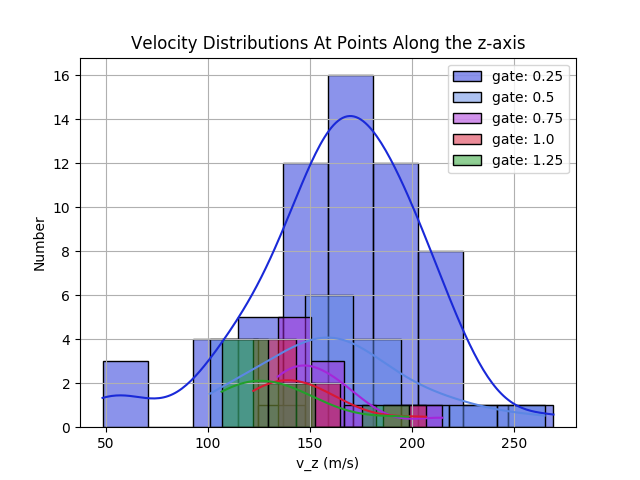 Velocity Distributions At Points Along the z-axis
gate: 0.25
gate: 0.5
gate: 0.75
gate: 1.0
gate: 1.25
Number
16
14
12
10
8
6
4
2
0
50 100 150 200 250
v_z (m/s)